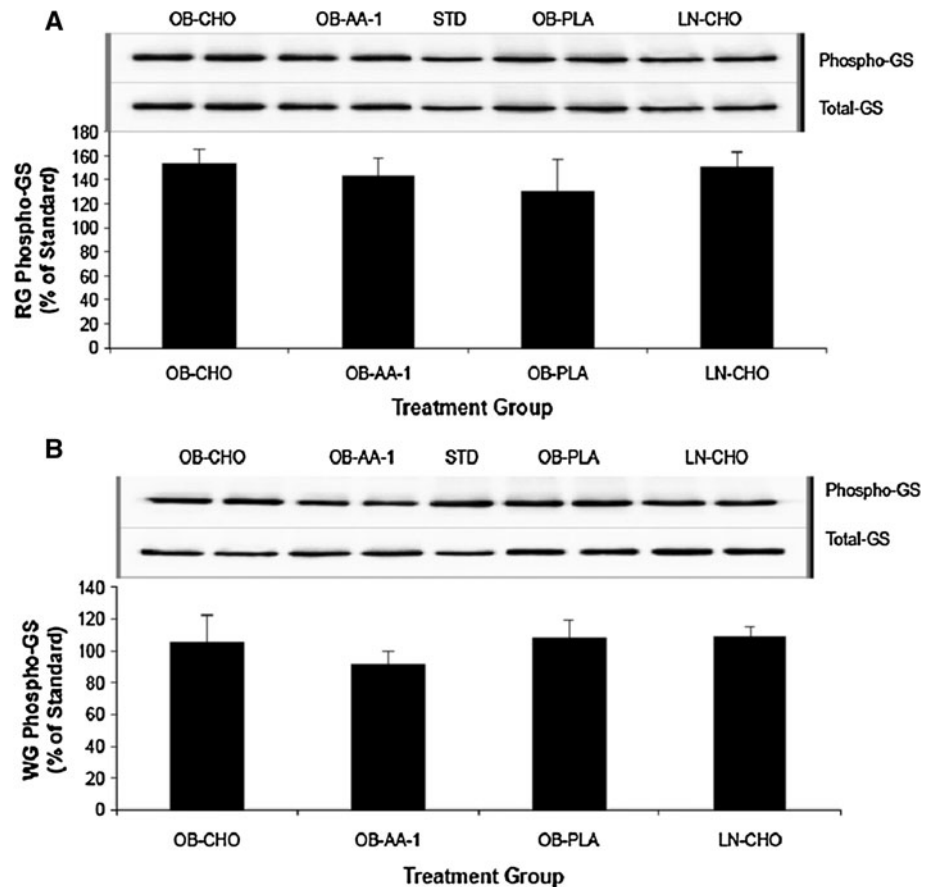 A
OB-CHO OB-AA-1 STD OB-PLA LN-CHO
Phospho-GS
Total-GS
RG Phospho-GS
(% of Standard)
180
160
140
120
100
80
60
40
20
0
OB-CHO OB-AA-1 OB-PLA LN-CHO
Treatment Group
B
OB-CHO OB-AA-1 STD OB-PLA LN-CHO
Phospho-GS
Total-GS
WG Phospho-GS
(% of Standard)
140
120
100
80
60
40
20
0
OB-CHO OB-AA-1 OB-PLA LN-CHO
Treatment Group